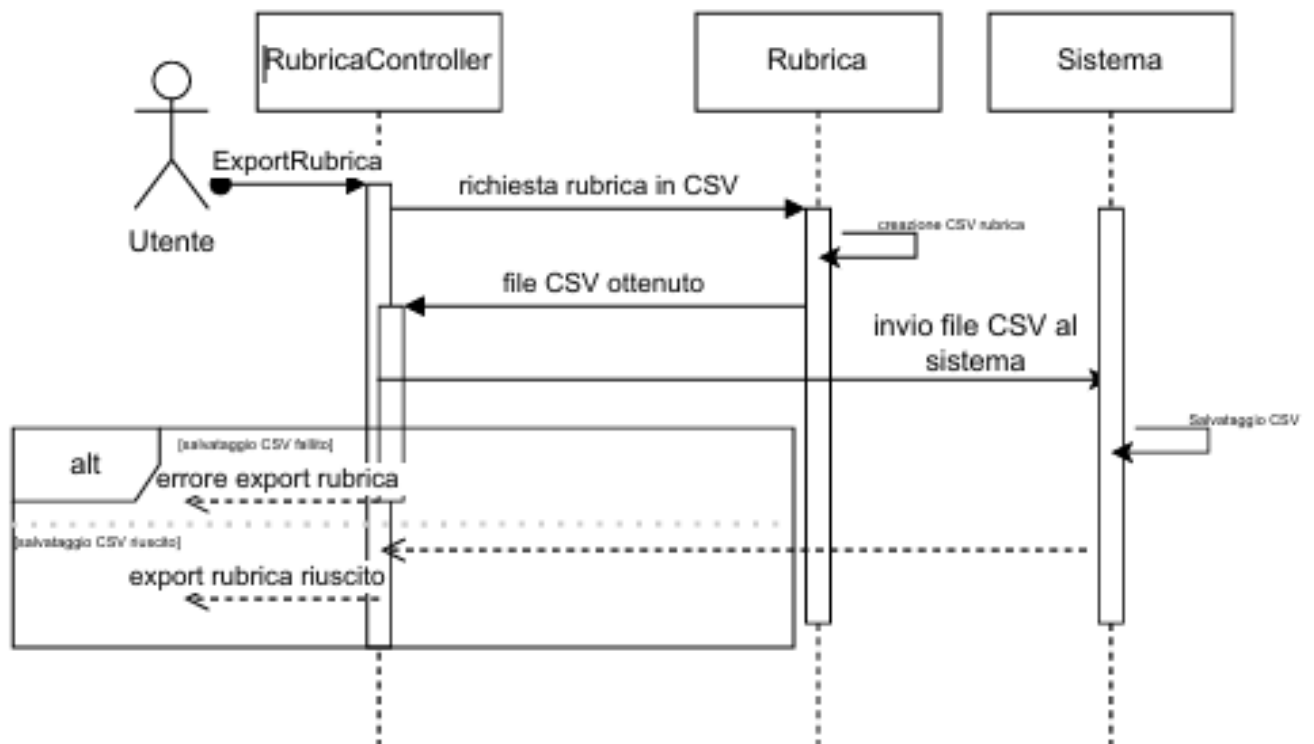 RubricaController
Rubrica
Sistema
ExportRubrica
richiesta rubrica in CSV
Utente
creazione CSV rubrica
file CSV ottenuto
invio file CSV al
sistema
Salvataggio CSV
alt
[salvataggio CSV fallito]
errore export rubrica
[salvataggio CSV riuscito]
export rubrica riuscito